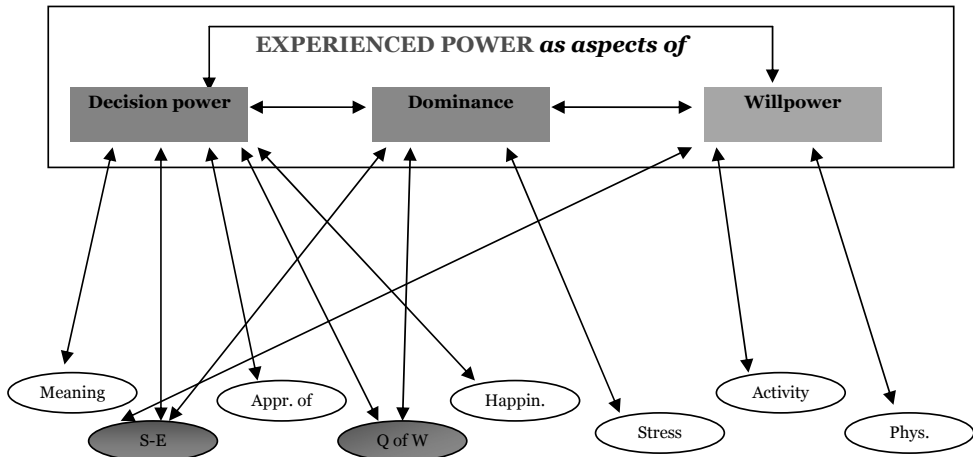 EXPERIENCED POWER as aspects of
Decision power
Dominance
Willpower
Meaning
Appr. of
Happin.
Activity
S-E
Q of W
Stress
Phys.